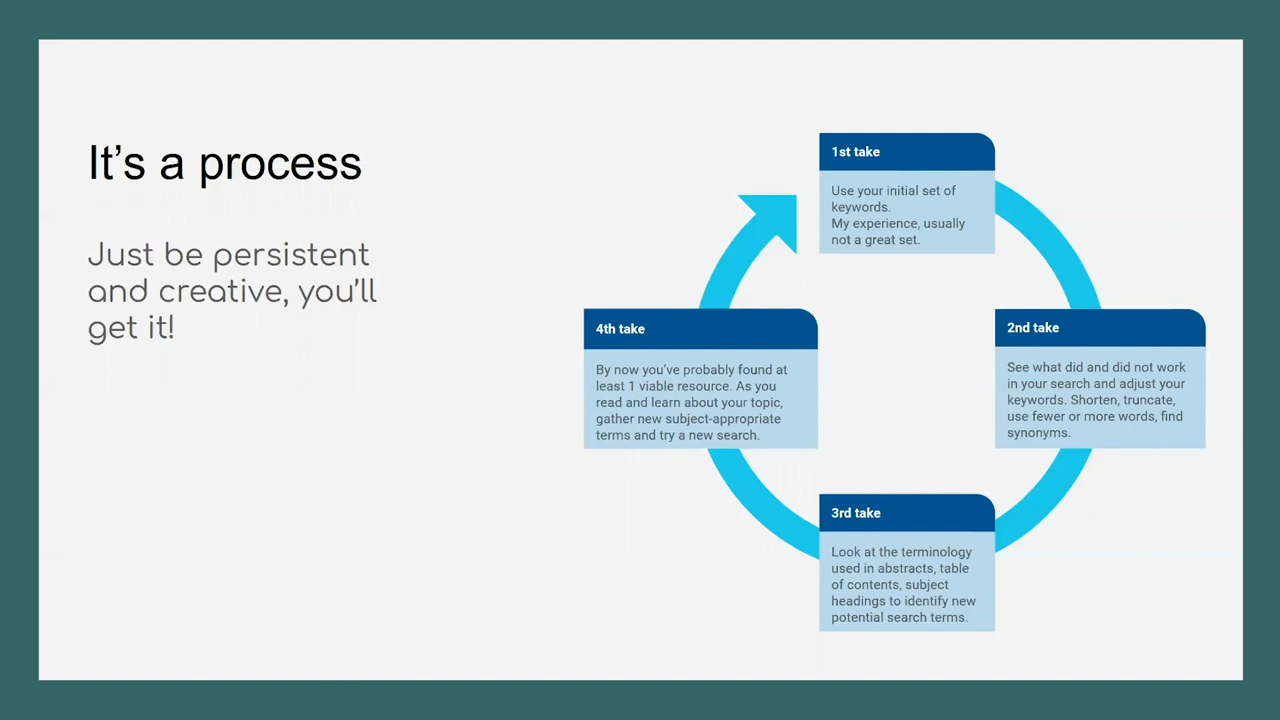 It's a process
Just be persistent
and creative, you'll
get it!
1st take
Use your initial set of
keywords.
My experience, usually
not a great set.
2nd take
See what did and did not work
in your search and adjust your
keywords. Shorten, truncate,
use fewer or more words, find
synonyms.
3rd take
Look at the terminology
used in abstracts, table
of contents, subject
headings to identify new
potential search terms.
4th take
By now you've probably found at
least 1 viable resource. As you
read and learn about your topic,
gather new subject-appropriate
terms and try a new search.